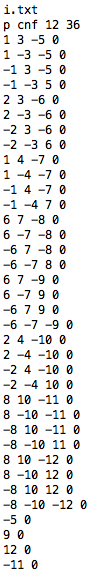 i.txt
p cnf 12 36
1 3 -5 0
1 -3 -5 0
-1 3 -5 0
-1 -3 5 0
2 3 -6 0
2 -3 -6 0
-2 3 -6 0
-2 -3 6 0
1 4 -7 0
1 -4 -7 0
-1 4 -7 0
-1 -4 7 0
6 7 -8 0
6 -7 -8 0
-6 7 -8 0
-6 -7 8 0
6 7 -9 0
6 -7 9 0
-6 7 9 0
-6 -7 -9 0
2 4 -10 0
2 -4 -10 0
-2 4 -10 0
-2 -4 10 0
8 10 -11 0
8 -10 -11 0
-8 10 -11 0
-8 -10 11 0
8 10 -12 0
8 -10 12 0
-8 10 12 0
-8 -10 -12 0
-5 0
9 0
12 0
-11 0